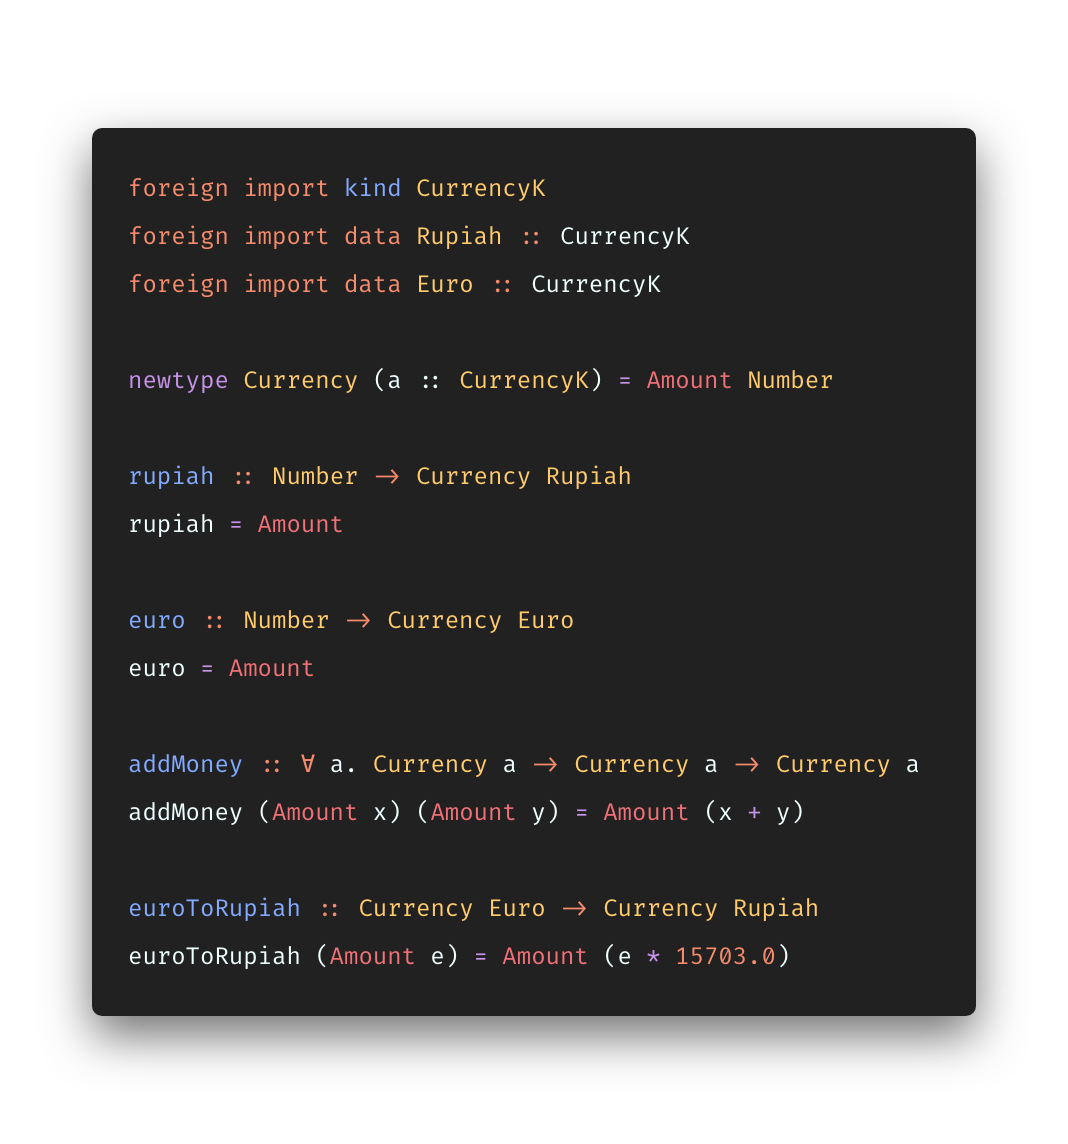 foreign import kind CurrencyK
foreign import data Rupiah :: CurrencyK
foreign import data Euro :: CurrencyK
newtype Currency (a :: CurrencyK) = Amount Number
rupiah :: Number -> Currency Rupiah
rupiah = Amount
euro :: Number -> Currency Euro
euro = Amount
addMoney :: ∀ a. Currency a -> Currency a -> Currency a
addMoney (Amount x) (Amount y) = Amount (x + y)
euroToRupiah :: Currency Euro -> Currency Rupiah
euroToRupiah (Amount e) = Amount (e * 15703.0)